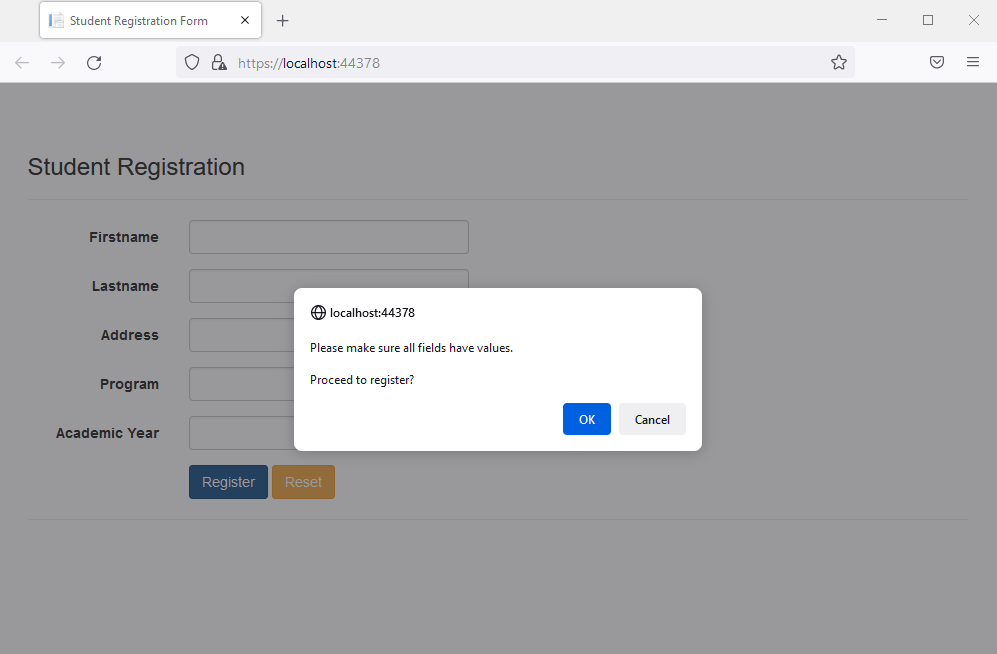 Student Registration Form
https://localhost:44378
Student Registration
Firstname
Lastname
Address
Program
Academic Year
Register Reset
localhost:44378
Please make sure all fields have values.
Proceed to register?
OK Cancel